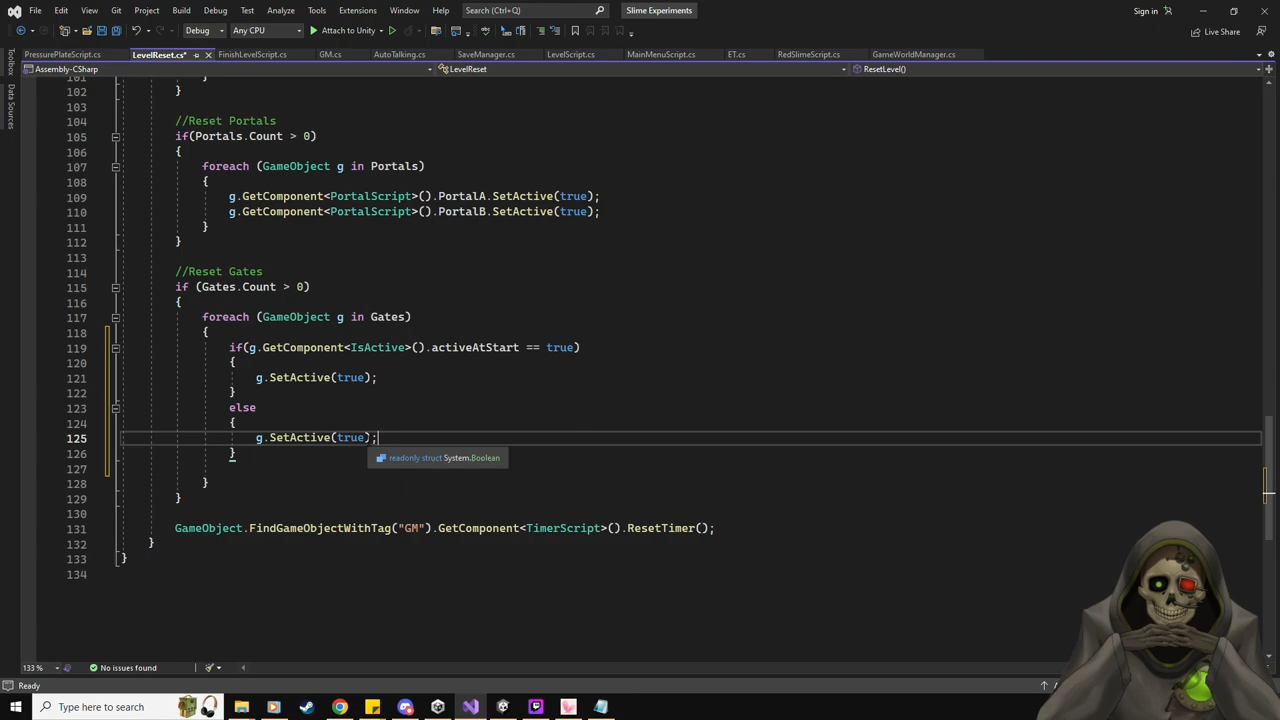 File Edit View Git Project Build Debug Test Analyze Tools Extensions Window Help Search (Ctrl+Q) Slime Experiments Sign in
Debug Any CPU Attach to Unity Live Share
PressurePlateScript.cs LevelReset.cs* FinishLevelScript.cs GM.cs AutoTalking.cs SaveManager.cs LevelScript.cs MainMenuScript.cs ET.cs RedSlimeScript.cs GameWorldManager.cs
Toolbox
Data Sources
Assembly-CSharp LevelReset ResetLevel()
101 }
102 }
103
104 //Reset Portals
105 if(Portals.Count > 0)
106 {
107 foreach (GameObject g in Portals)
108 {
109 g.GetComponent<PortalScript>().PortalA.SetActive(true);
110 g.GetComponent<PortalScript>().PortalB.SetActive(true);
111 }
112 }
113
114 //Reset Gates
115 if (Gates.Count > 0)
116 {
117 foreach (GameObject g in Gates)
118 {
119 if(g.GetComponent<IsActive>().activeAtStart == true)
120 {
121 g.SetActive(true);
122 }
123 else
124 {
125 g.SetActive(true);
126 }
readonly struct System.Boolean
127
128 }
129 }
130
131 GameObject.FindGameObjectWithTag("GM").GetComponent<TimerScript>().ResetTimer();
132 }
133 }
134
133 % No issues found
Ready
Type here to search